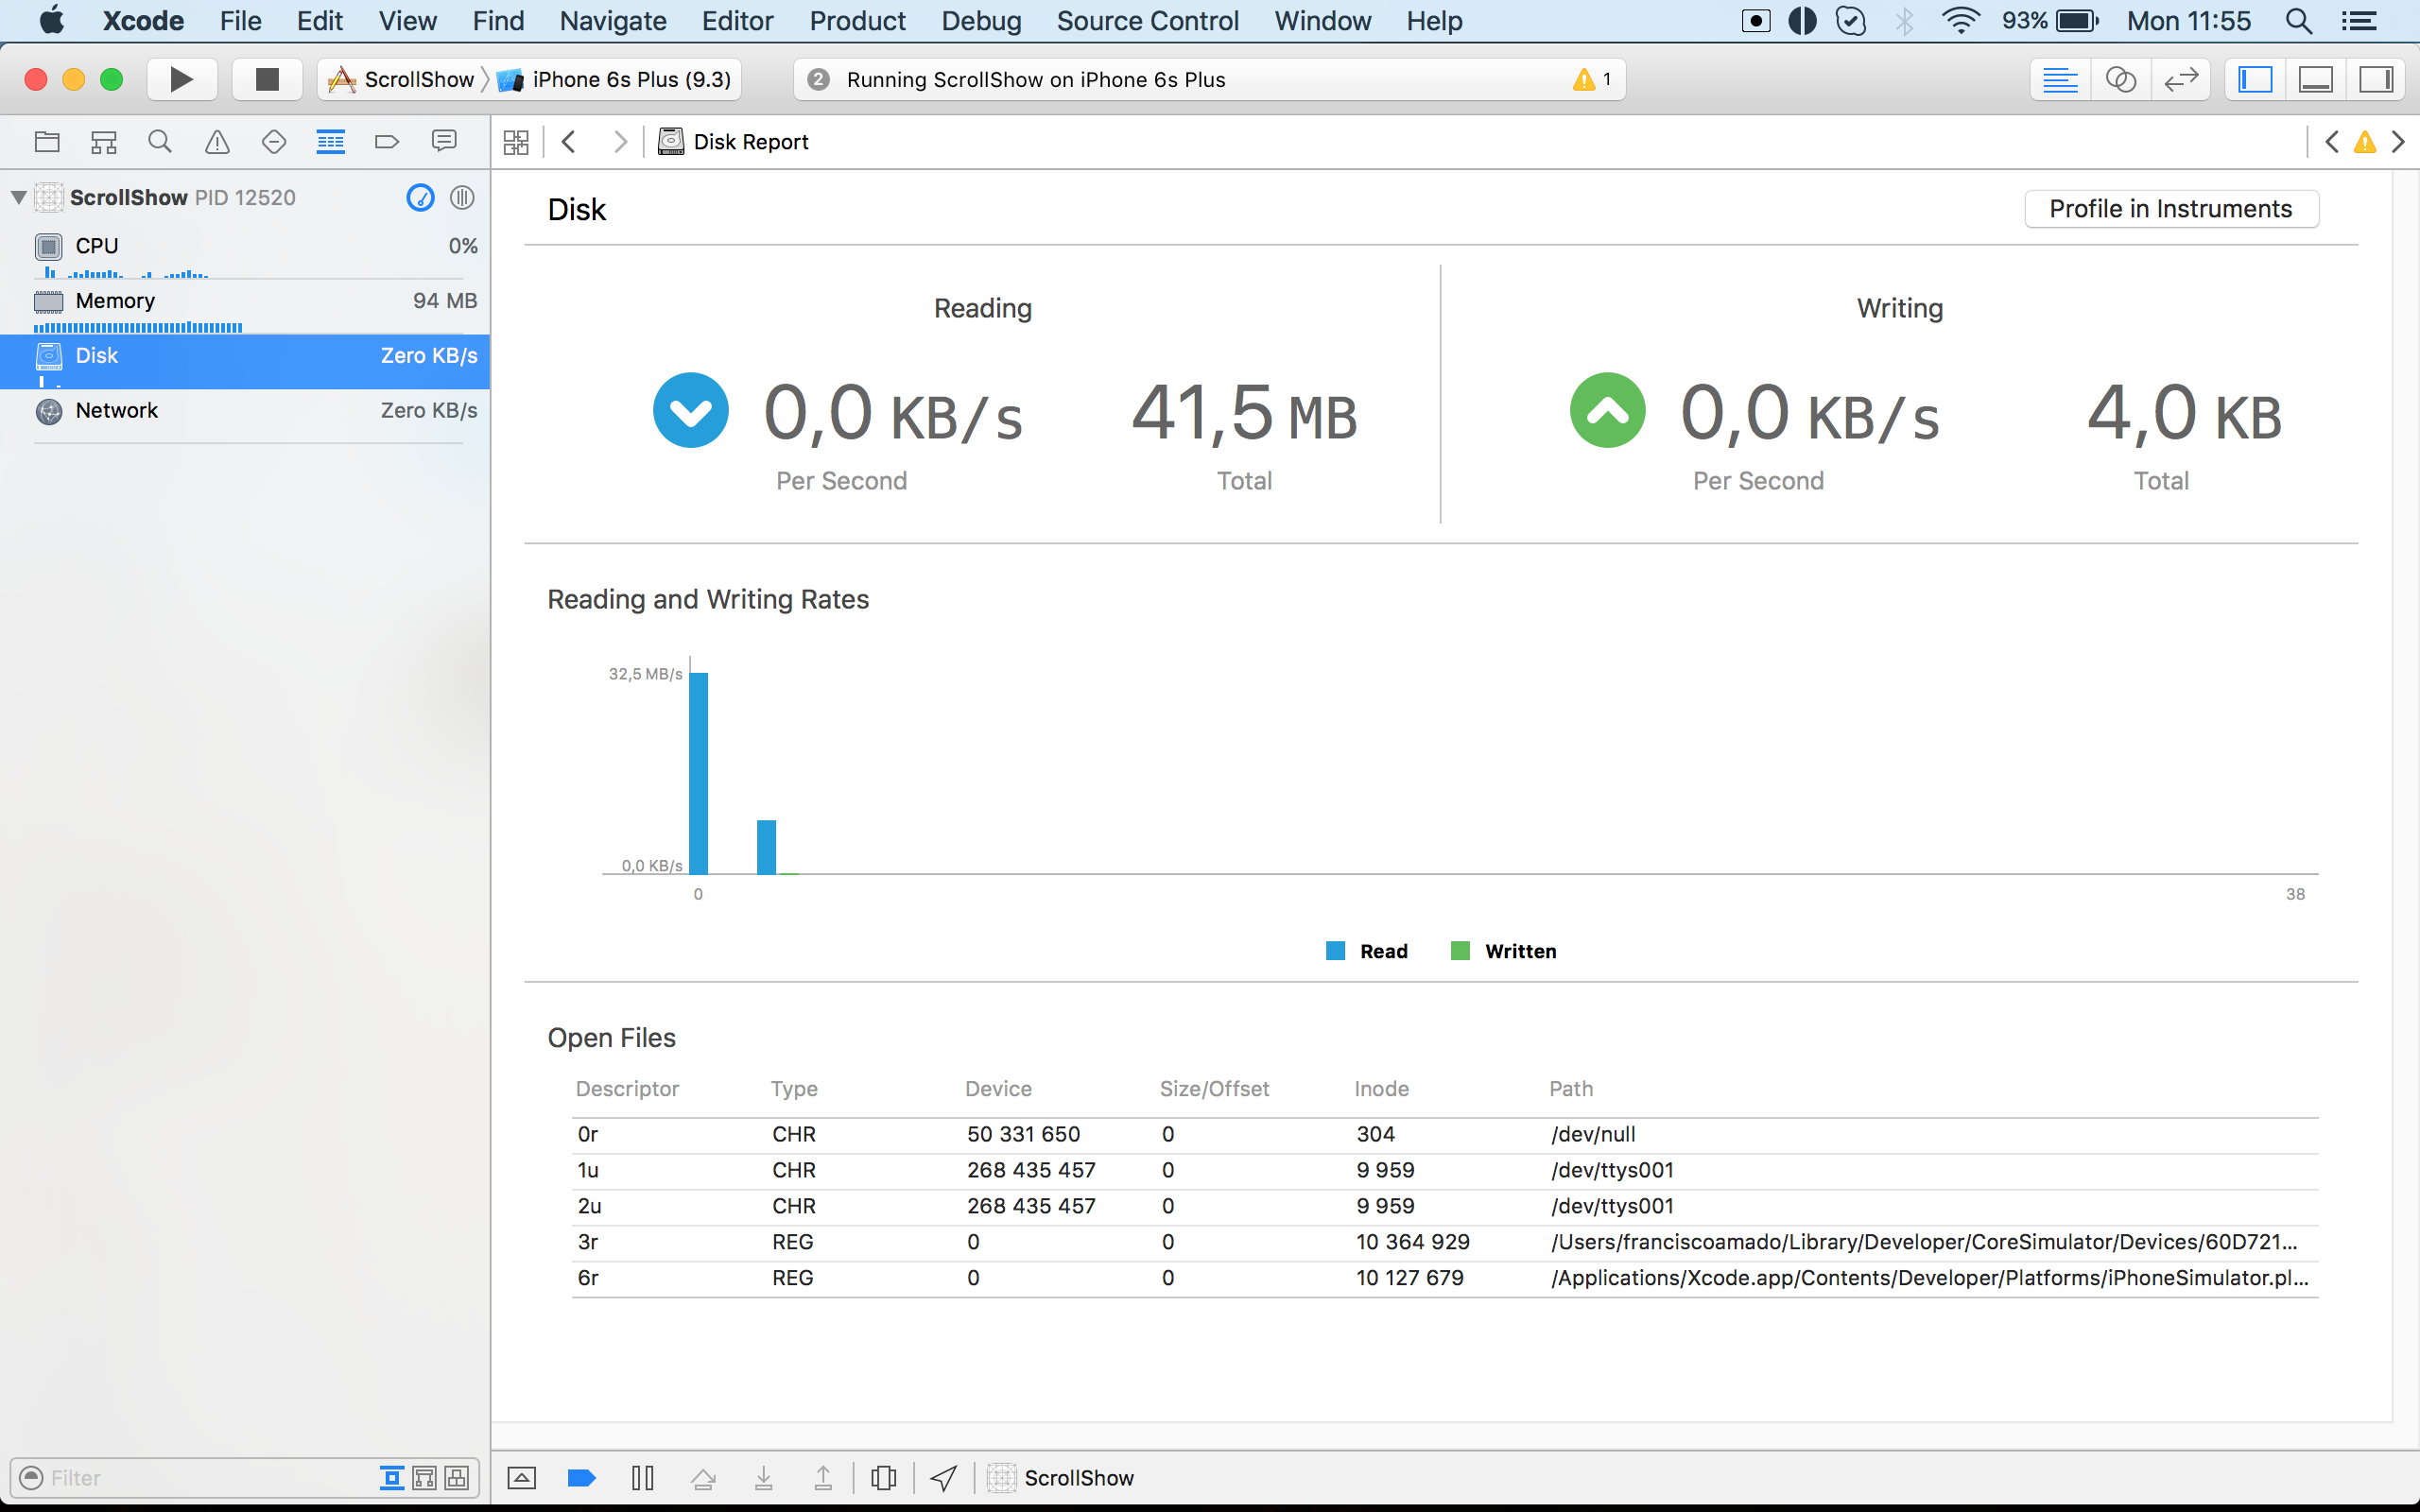 Xcode File Edit View Find Navigate Editor Product Debug Source Control Window Help 93% Mon 11:55
ScrollShow iPhone 6s Plus (9.3) 2 Running ScrollShow on iPhone 6s Plus 1
Disk Report
ScrollShow PID 12520
CPU 0%
Memory 94 MB
Disk Zero KB/s
Network Zero KB/s
Disk Profile in Instruments
Reading Writing
0,0 KB/s 41,5 MB 0,0 KB/s 4,0 KB
Per Second Total Per Second Total
Reading and Writing Rates
32,5 MB/s
0,0 KB/s
0 38
Read Written
Open Files
Descriptor Type Device Size/Offset Inode Path
0r CHR 50 331 650 0 304 /dev/null
1u CHR 268 435 457 0 9 959 /dev/ttys001
2u CHR 268 435 457 0 9 959 /dev/ttys001
3r REG 0 0 10 364 929 /Users/franciscoamado/Library/Developer/CoreSimulator/Devices/60D721...
6r REG 0 0 10 127 679 /Applications/Xcode.app/Contents/Developer/Platforms/iPhoneSimulator.pl...
Filter ScrollShow